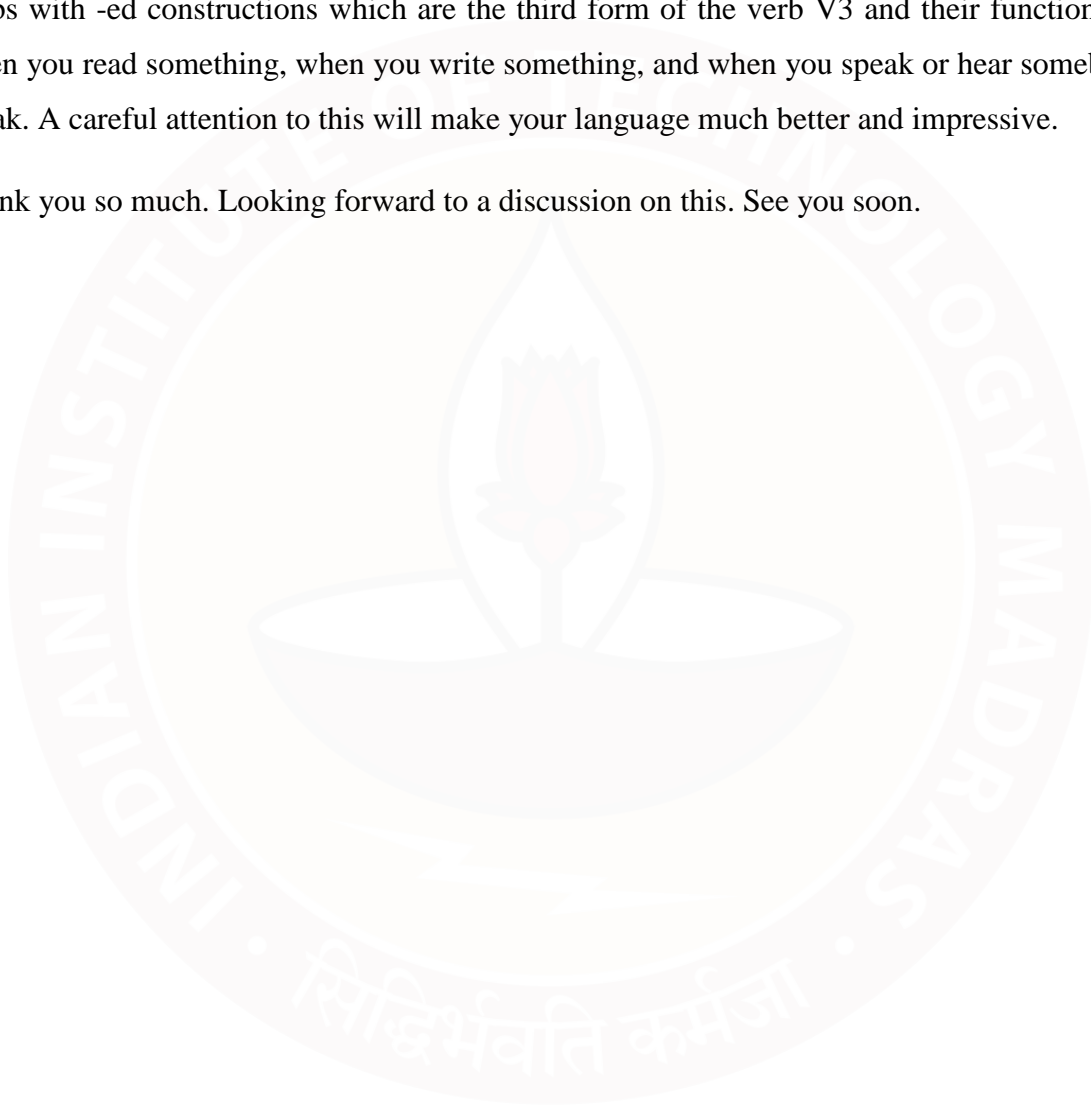 with -ed constructions which are the third form of the verb V3 and their function
you read something, when you write something, and when you speak or hear
A careful attention to this will make your language much better and impressive.
you so much. Looking forward to a discussion on this. See you soon.
INDIAN INSTITUTE OF TECHNOLOGY MADRAS
सिद्धिर्भवति कर्मजा